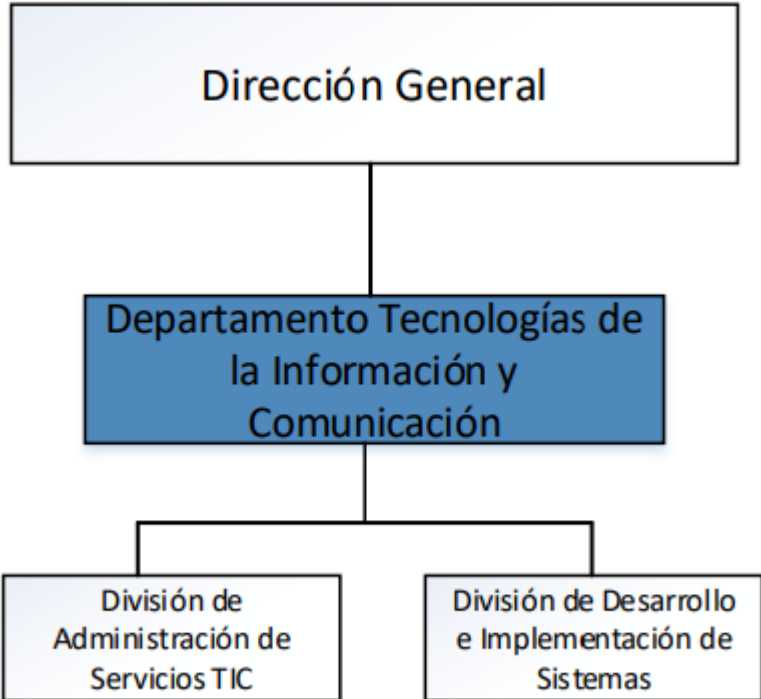 Dirección General
Departamento Tecnologías de
la Información y
Comunicación
División de
Administración de
Servicios TIC
División de Desarrollo
e Implementación de
Sistemas